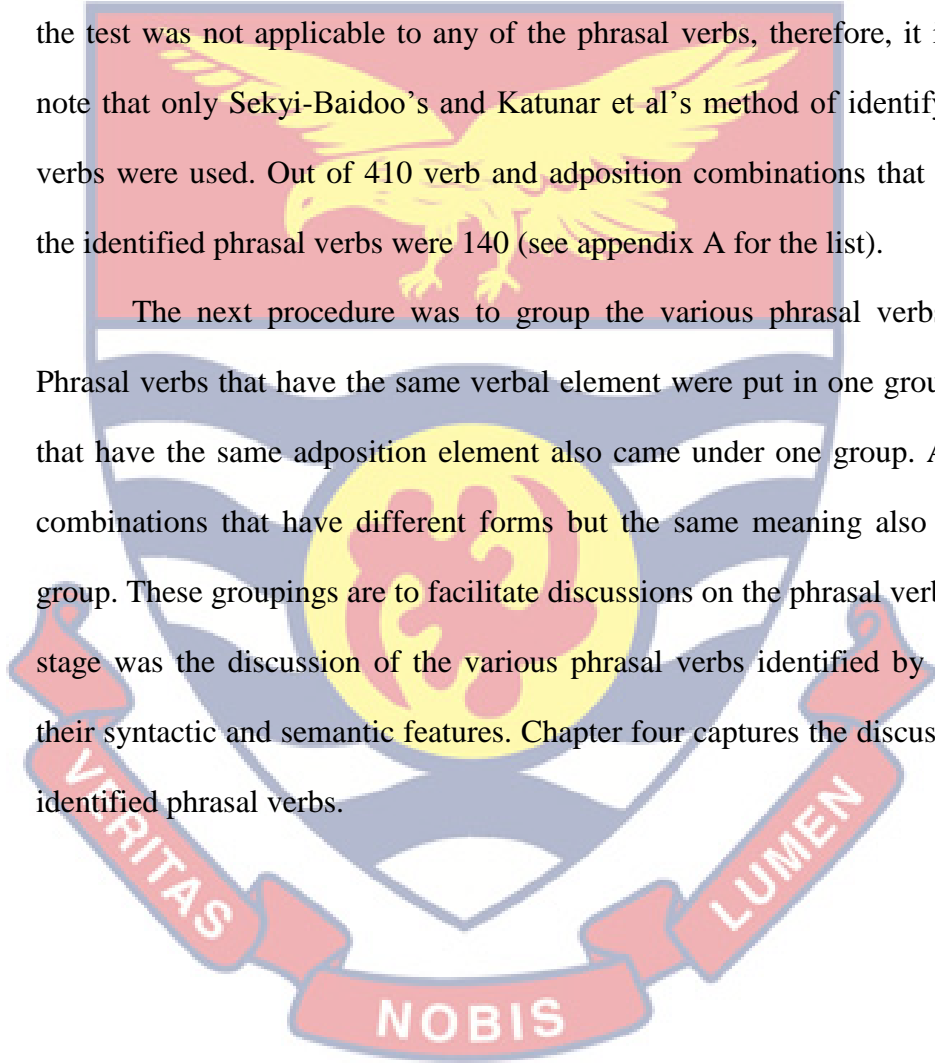 the test was not applicable to any of the phrasal verbs, therefore, it
note that only Sekyi-Baidoo’s and Katunar et al’s method of
verbs were used. Out of 410 verb and adposition combinations that
the identified phrasal verbs were 140 (see appendix A for the list).
The next procedure was to group the various phrasal verbs
Phrasal verbs that have the same verbal element were put in one
that have the same adposition element also came under one group.
combinations that have different forms but the same meaning also
group. These groupings are to facilitate discussions on the phrasal
stage was the discussion of the various phrasal verbs identified by
their syntactic and semantic features. Chapter four captures the
identified phrasal verbs.
VERITAS
LUMEN
NOBIS